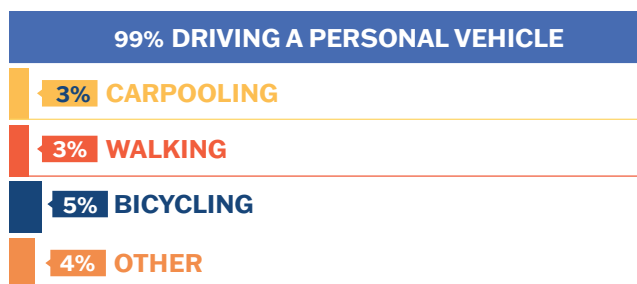 99% DRIVING A PERSONAL VEHICLE
3% CARPOOLING
3% WALKING
5% BICYCLING
4% OTHER